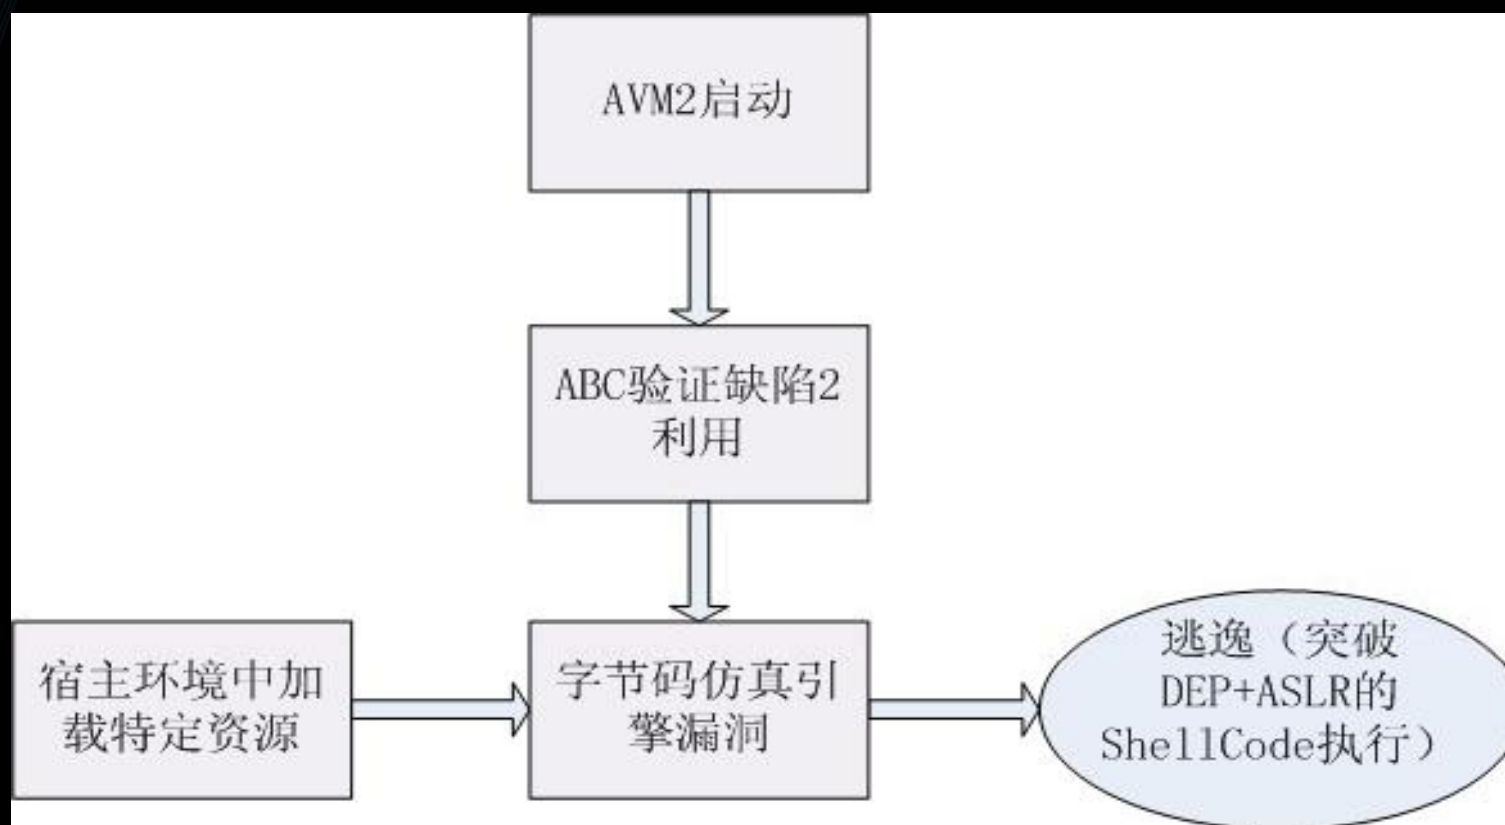 AVM2启动
ABC验证缺陷2
利用
宿主环境中加
载特定资源
字节码仿真引
擎漏洞
逃逸（突破
DEP+ASLR的
ShellCode执行）